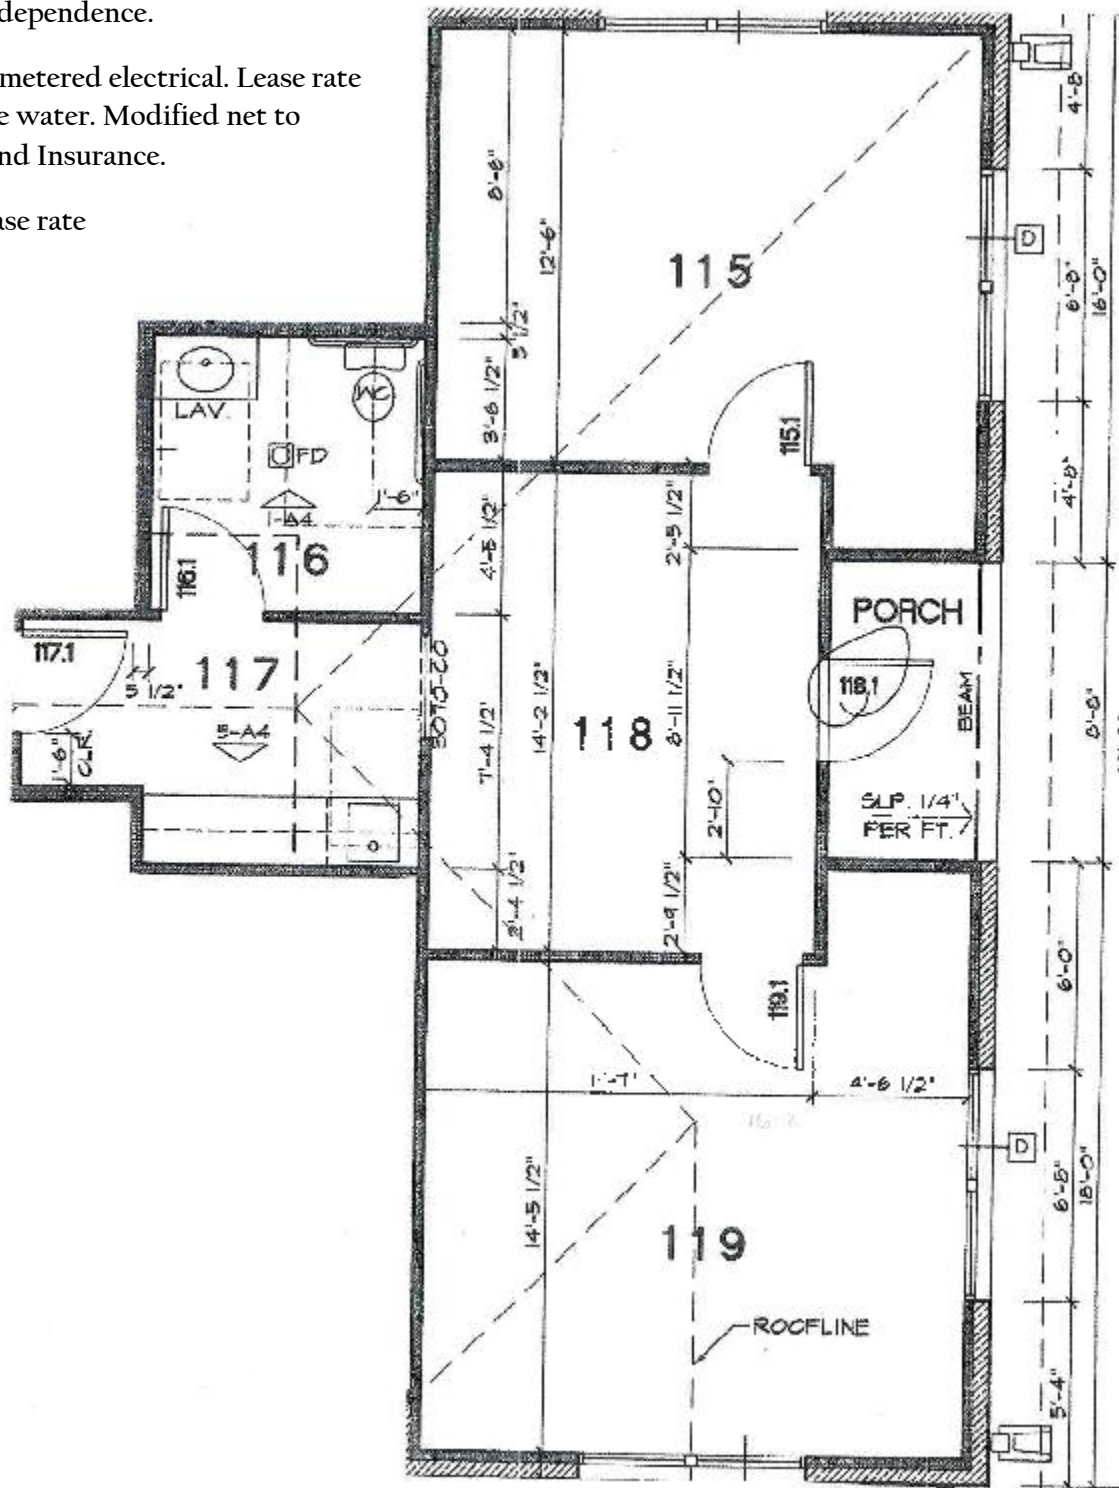 dependence.
metered electrical. Lease rate
e water. Modified net to
nd Insurance.
ase rate
4'-8
8'-8"
12'-6"
115
D
6'-8"
16'-0"
3 1/2"
3'-6 1/2"
WC
LAV.
115.1
FD
1'-6"
1-A4
4'-8"
4'-5 1/2"
2'-5 1/2"
116
116.1
PORCH
117.1
117
5 1/2"
3070-CO
118.1
BEAM
118
8'-11 1/2"
14'-2 1/2"
7'-4 1/2"
5-A4
1'-6"
CLR.
8'-8"
2'-10"
SLP. 1/4"
PER FT.
2'-4 1/2"
2'-9 1/2"
6'-0"
119.1
4'-6 1/2"
D
14'-5 1/2"
6'-8"
18'-0"
119
ROOFLINE
5'-4"